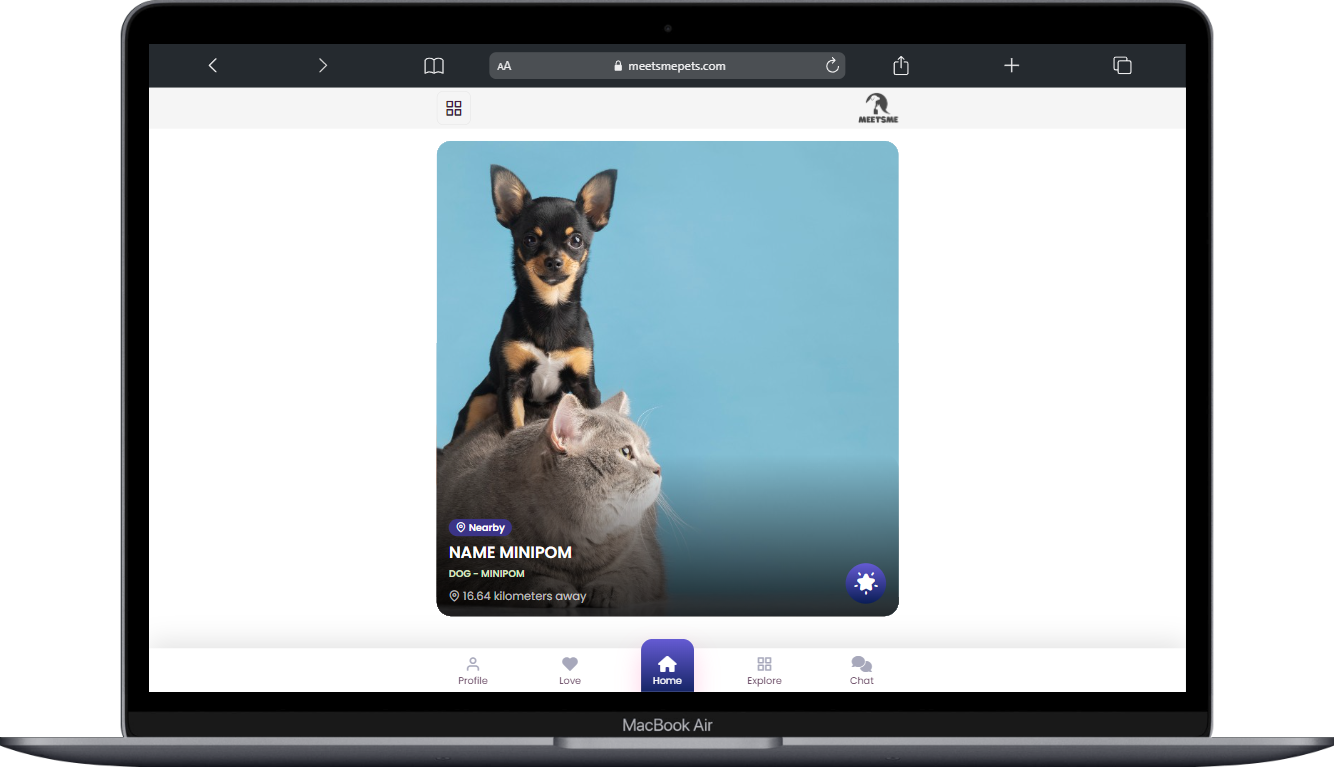 AA meetsmepets.com
MEETSME
Nearby
NAME MINIPOM
DOG - MINIPOM
16.64 kilometers away
Profile Love Home Explore Chat
MacBook Air